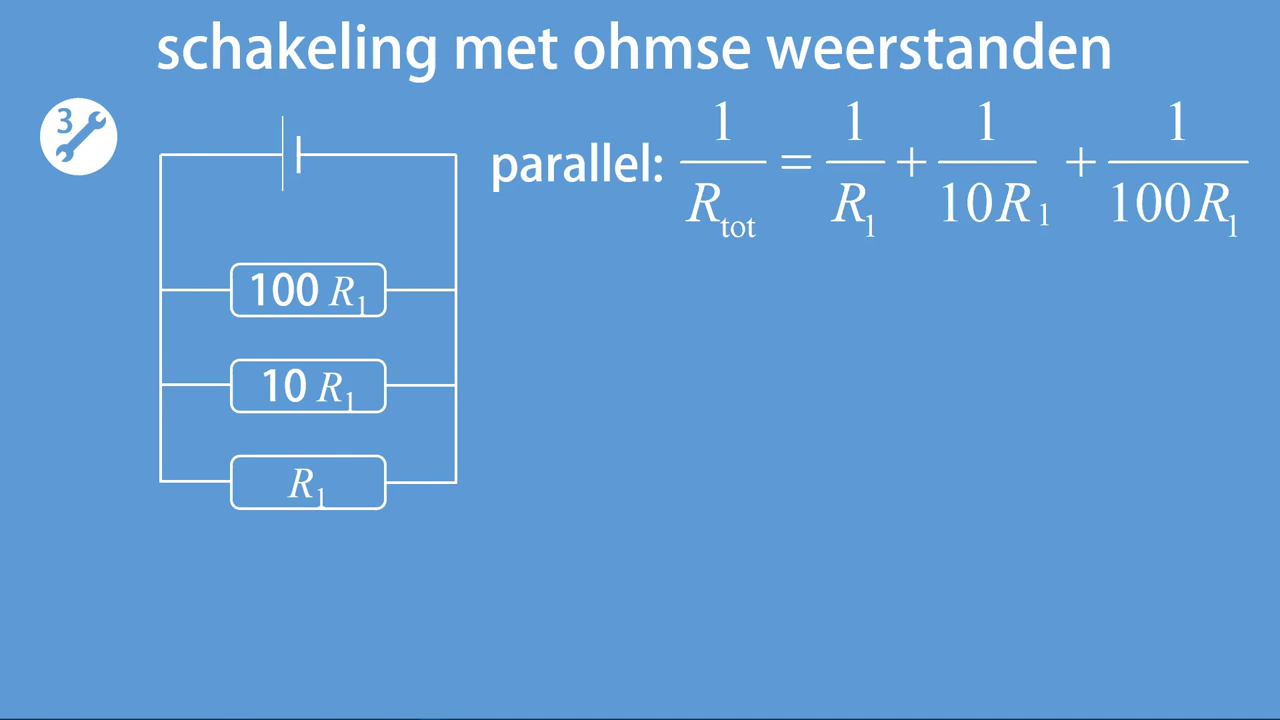 schakeling met ohmse weerstanden
3
parallel: 1/R_tot = 1/R_1 + 1/10R_1 + 1/100R_1
100 R_1
10 R_1
R_1